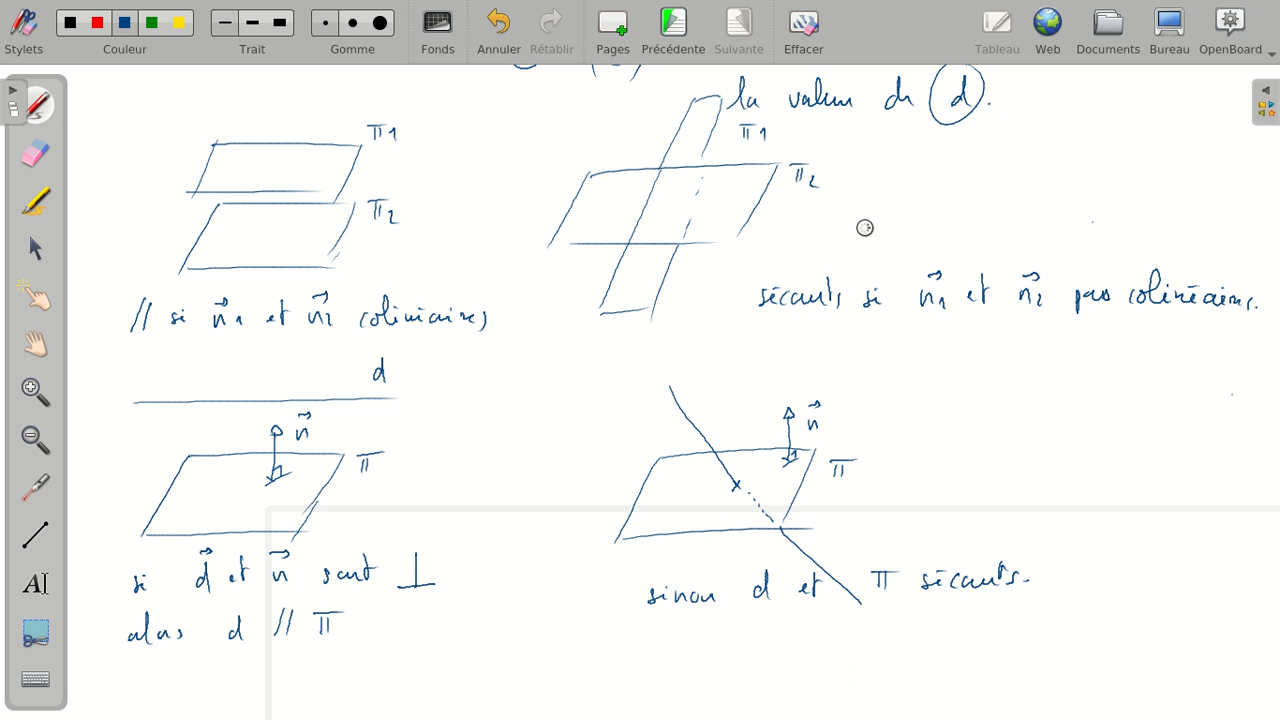 Stylets Couleur Trait Gomme Fonds Annuler Rétablir Pages Précédente Suivante Effacer Tableau Web Documents Bureau OpenBoard
la valeur de d.
π1
π2
// si n⃗1 et n⃗2 colinéaires
π1
π2
sécants si n⃗1 et n⃗2 pas colinéaires.
d
n⃗
π
si d⃗ et n⃗ sont ⊥
alors d // π
n⃗
π
sinon d et π sécants.